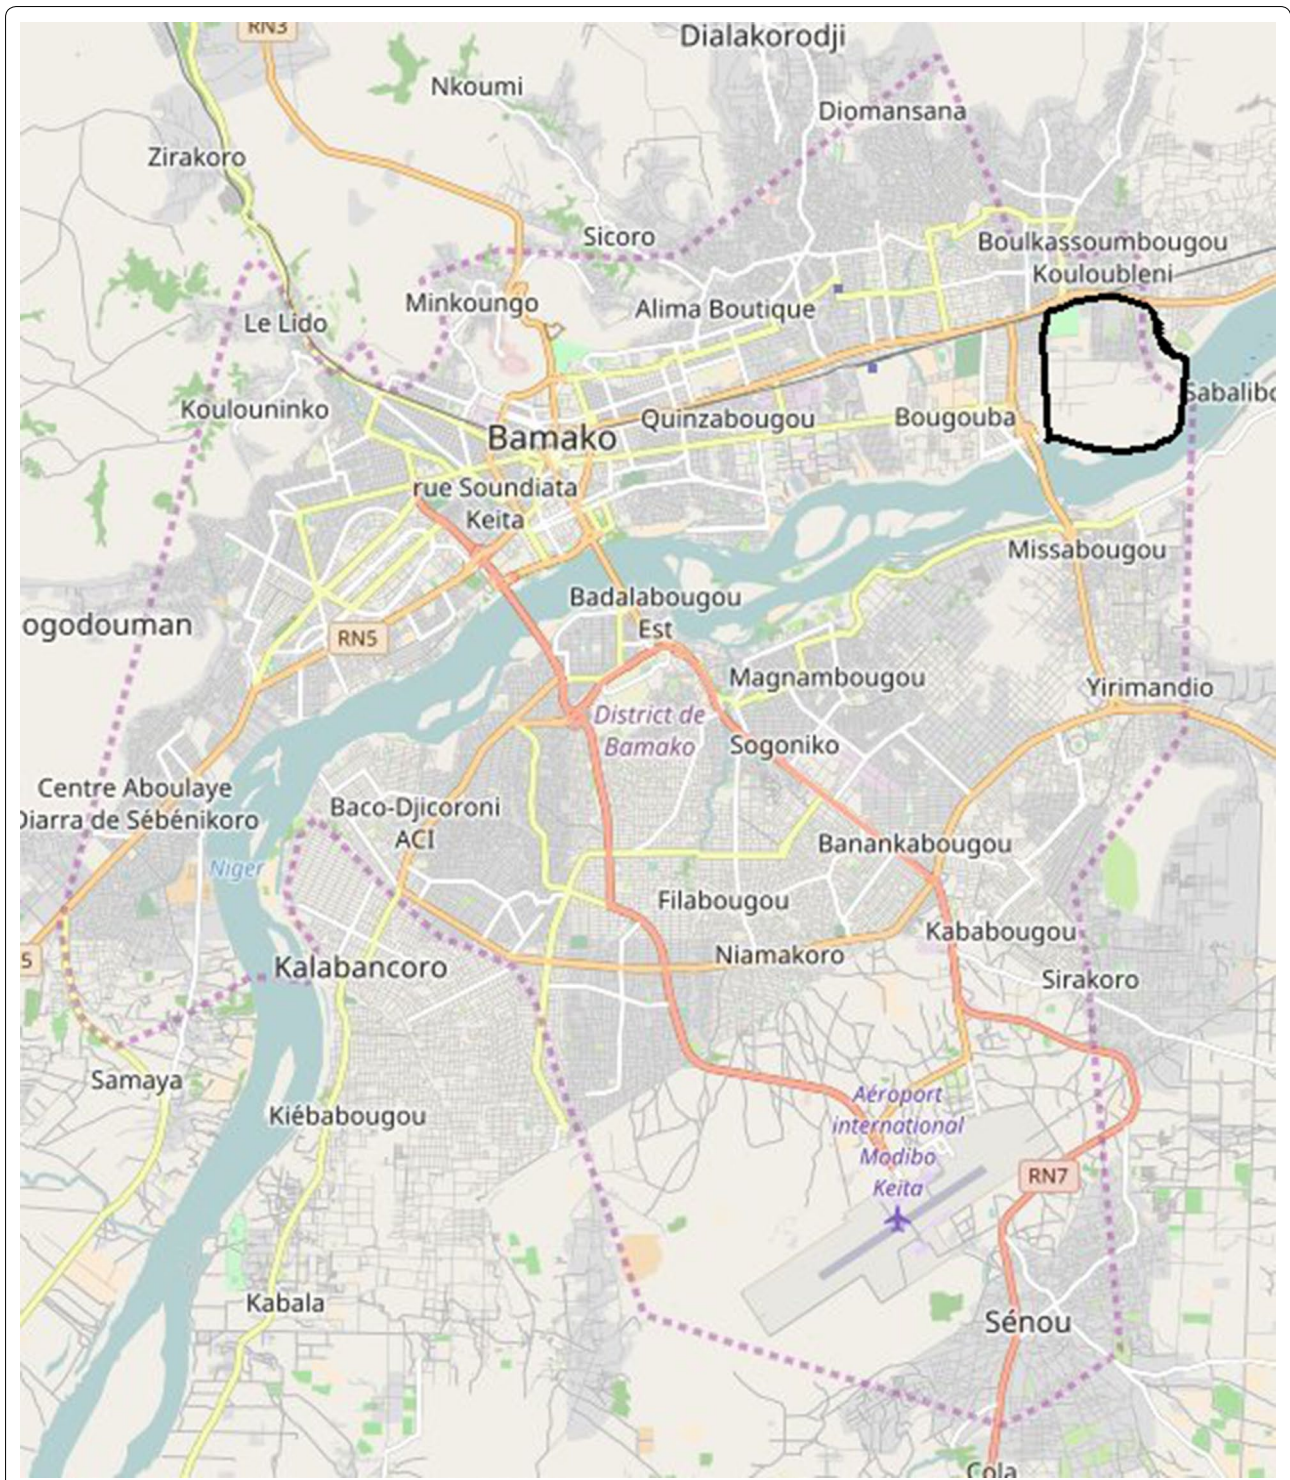 RN3
Dialakorodji
Nkoumi
Diomansana
Zirakoro
Sicoro
Boulkassoumbougou
Kouloubleni
Minkoungo
Alima Boutique
Le Lido
Koulouninko
Quinzabougou
Bougouba
Sabalibo
Bamako
rue Soundiata
Keita
Missabougou
Badalabougou
Est
ogodouman
RN5
Magnambougou
Yirimandio
District de
Bamako
Sogoniko
Centre Aboulaye
Diarra de Sébénikoro
Baco-Djicoroni
ACI
Banankabougou
Niger
Filabougou
Kababougou
Niamakoro
5
Kalabancoro
Sirakoro
Samaya
Kiébabougou
Aéroport
international
Modibo
Keita
RN7
Kabala
Sénou
Cola